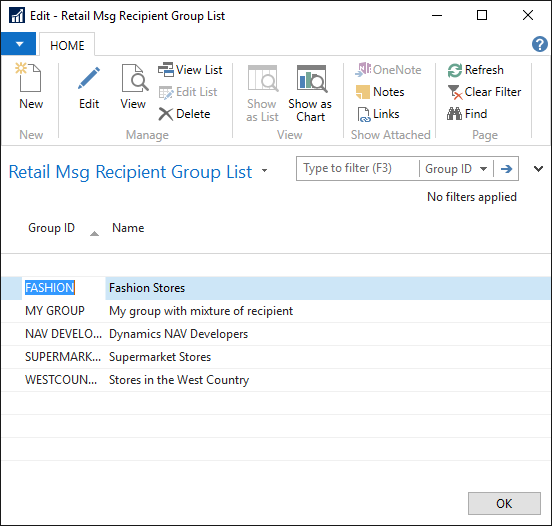 Edit - Retail Msg Recipient Group List
HOME
New
Edit
View
View List
Edit List
Delete
Show as List
Show as Chart
OneNote
Notes
Links
Refresh
Clear Filter
Find
New
Manage
View
Show Attached
Page
Retail Msg Recipient Group List
Type to filter (F3)
Group ID
No filters applied
Group ID Name
FASHION Fashion Stores
MY GROUP My group with mixture of recipient
NAV DEVELO... Dynamics NAV Developers
SUPERMARK... Supermarket Stores
WESTCOUN... Stores in the West Country
OK